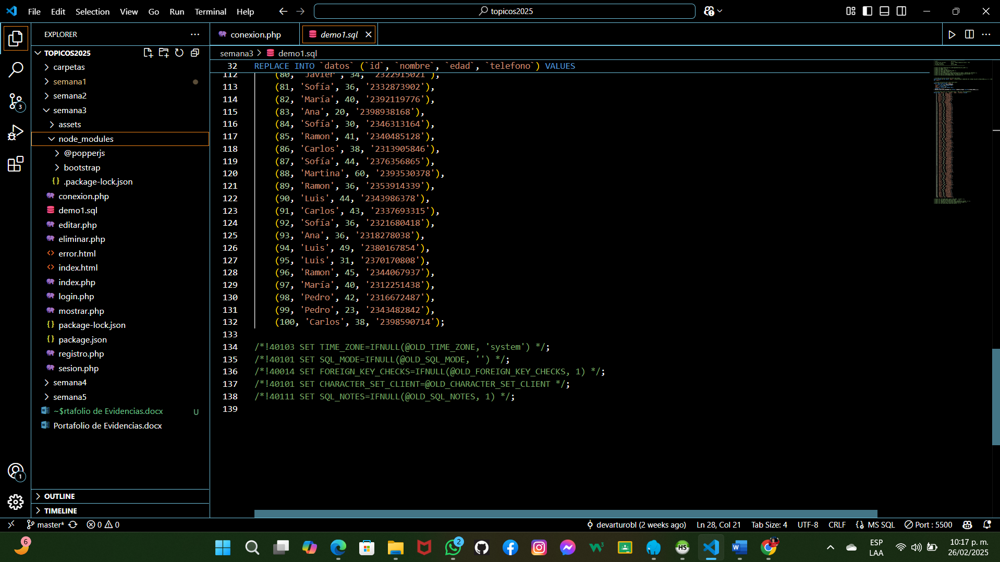 File Edit Selection View Go Run Terminal Help
topicos2025
EXPLORER
TOPICOS2025
carpetas
semana1
semana2
semana3
assets
node_modules
@popperjs
bootstrap
.package-lock.json
conexion.php
demo1.sql
editar.php
eliminar.php
error.html
index.html
index.php
login.php
mostrar.php
package-lock.json
package.json
registro.php
sesion.php
semana4
semana5
~$rtafolio de Evidencias.docx U
Portafolio de Evidencias.docx
OUTLINE
TIMELINE
3
1
conexion.php demo1.sql
semana3 > demo1.sql
32 REPLACE INTO `datos` (`id`, `nombre`, `edad`, `telefono`) VALUES
112 (80, 'Javier', 34, '2322915021'),
113 (81, 'Sofía', 36, '2332873902'),
114 (82, 'María', 40, '2392119776'),
115 (83, 'Ana', 20, '2398938168'),
116 (84, 'Sofía', 30, '2346313164'),
117 (85, 'Ramon', 41, '2340485128'),
118 (86, 'Carlos', 38, '2313905846'),
119 (87, 'Sofía', 44, '2376356865'),
120 (88, 'Martina', 60, '2393530378'),
121 (89, 'Ramon', 36, '2353914339'),
122 (90, 'Luis', 44, '2343986378'),
123 (91, 'Carlos', 43, '2337693315'),
124 (92, 'Sofía', 36, '2321680418'),
125 (93, 'Ana', 36, '2318278038'),
126 (94, 'Luis', 49, '2380167854'),
127 (95, 'Luis', 31, '2370170808'),
128 (96, 'Ramon', 45, '2344067937'),
129 (97, 'María', 40, '2312251438'),
130 (98, 'Pedro', 42, '2316672487'),
131 (99, 'Pedro', 23, '2343482842'),
132 (100, 'Carlos', 38, '2398590714');
133
134 /*!40103 SET TIME_ZONE=IFNULL(@OLD_TIME_ZONE, 'system') */;
135 /*!40101 SET SQL_MODE=IFNULL(@OLD_SQL_MODE, '') */;
136 /*!40014 SET FOREIGN_KEY_CHECKS=IFNULL(@OLD_FOREIGN_KEY_CHECKS, 1) */;
137 /*!40101 SET CHARACTER_SET_CLIENT=@OLD_CHARACTER_SET_CLIENT */;
138 /*!40111 SET SQL_NOTES=IFNULL(@OLD_SQL_NOTES, 1) */;
139
master* 0 0 devarturobl (2 weeks ago) Ln 28, Col 21 Tab Size: 4 UTF-8 CRLF MS SQL Port : 5500
6
2
HS
ESP
LAA
10:17 p. m.
26/02/2025